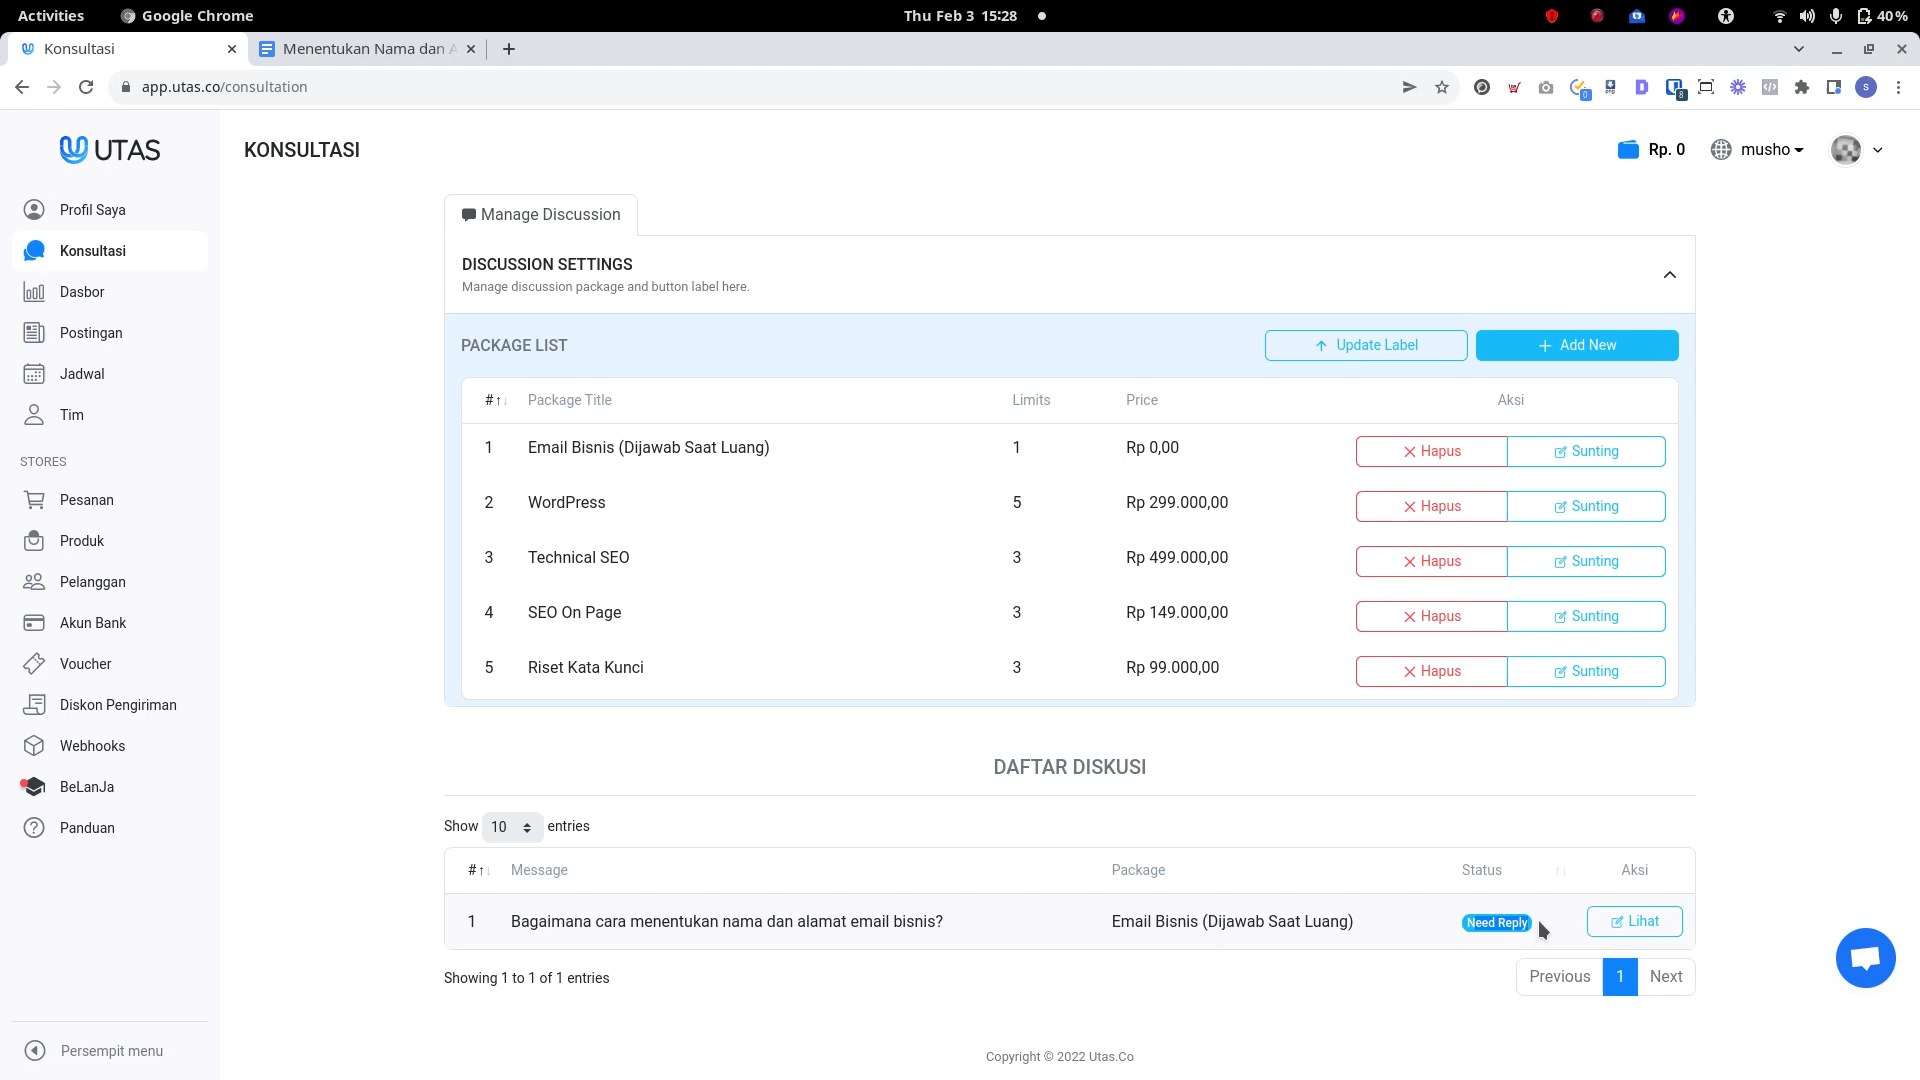 Activities Google Chrome Thu Feb 3 15:28 40 %
Konsultasi Menentukan Nama dan
app.utas.co/consultation
0 8 S
UTAS KONSULTASI Rp. 0 musho
Profil Saya
Konsultasi
Dasbor
Postingan
Jadwal
Tim
STORES
Pesanan
Produk
Pelanggan
Akun Bank
Voucher
Diskon Pengiriman
Webhooks
BeLanJa
Panduan
Persempit menu
Manage Discussion
DISCUSSION SETTINGS
Manage discussion package and button label here.
PACKAGE LIST Update Label Add New
# Package Title Limits Price Aksi
1 Email Bisnis (Dijawab Saat Luang) 1 Rp 0,00 Hapus Sunting
2 WordPress 5 Rp 299.000,00 Hapus Sunting
3 Technical SEO 3 Rp 499.000,00 Hapus Sunting
4 SEO On Page 3 Rp 149.000,00 Hapus Sunting
5 Riset Kata Kunci 3 Rp 99.000,00 Hapus Sunting
DAFTAR DISKUSI
Show 10 entries
# Message Package Status Aksi
1 Bagaimana cara menentukan nama dan alamat email bisnis? Email Bisnis (Dijawab Saat Luang) Need Reply Lihat
Showing 1 to 1 of 1 entries Previous 1 Next
Copyright © 2022 Utas.Co